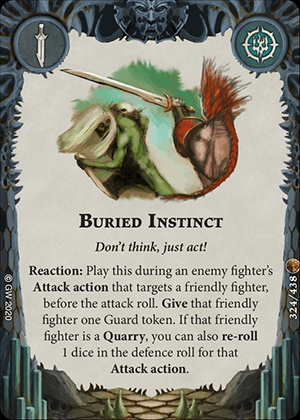 BURIED INSTINCT
Don't think, just act!
Reaction: Play this during an enemy fighter's
Attack action that targets a friendly fighter,
before the attack roll. Give that friendly
fighter one Guard token. If that friendly
fighter is a Quarry, you can also re-roll
1 dice in the defence roll for that
Attack action.
© GW 2020
324/438